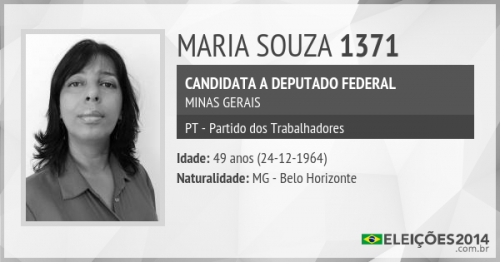 MARIA SOUZA 1371
CANDIDATA A DEPUTADO FEDERAL
MINAS GERAIS
PT - Partido dos Trabalhadores
Idade: 49 anos (24-12-1964)
Naturalidade: MG - Belo Horizonte
ELEIÇÕES2014
.com.br